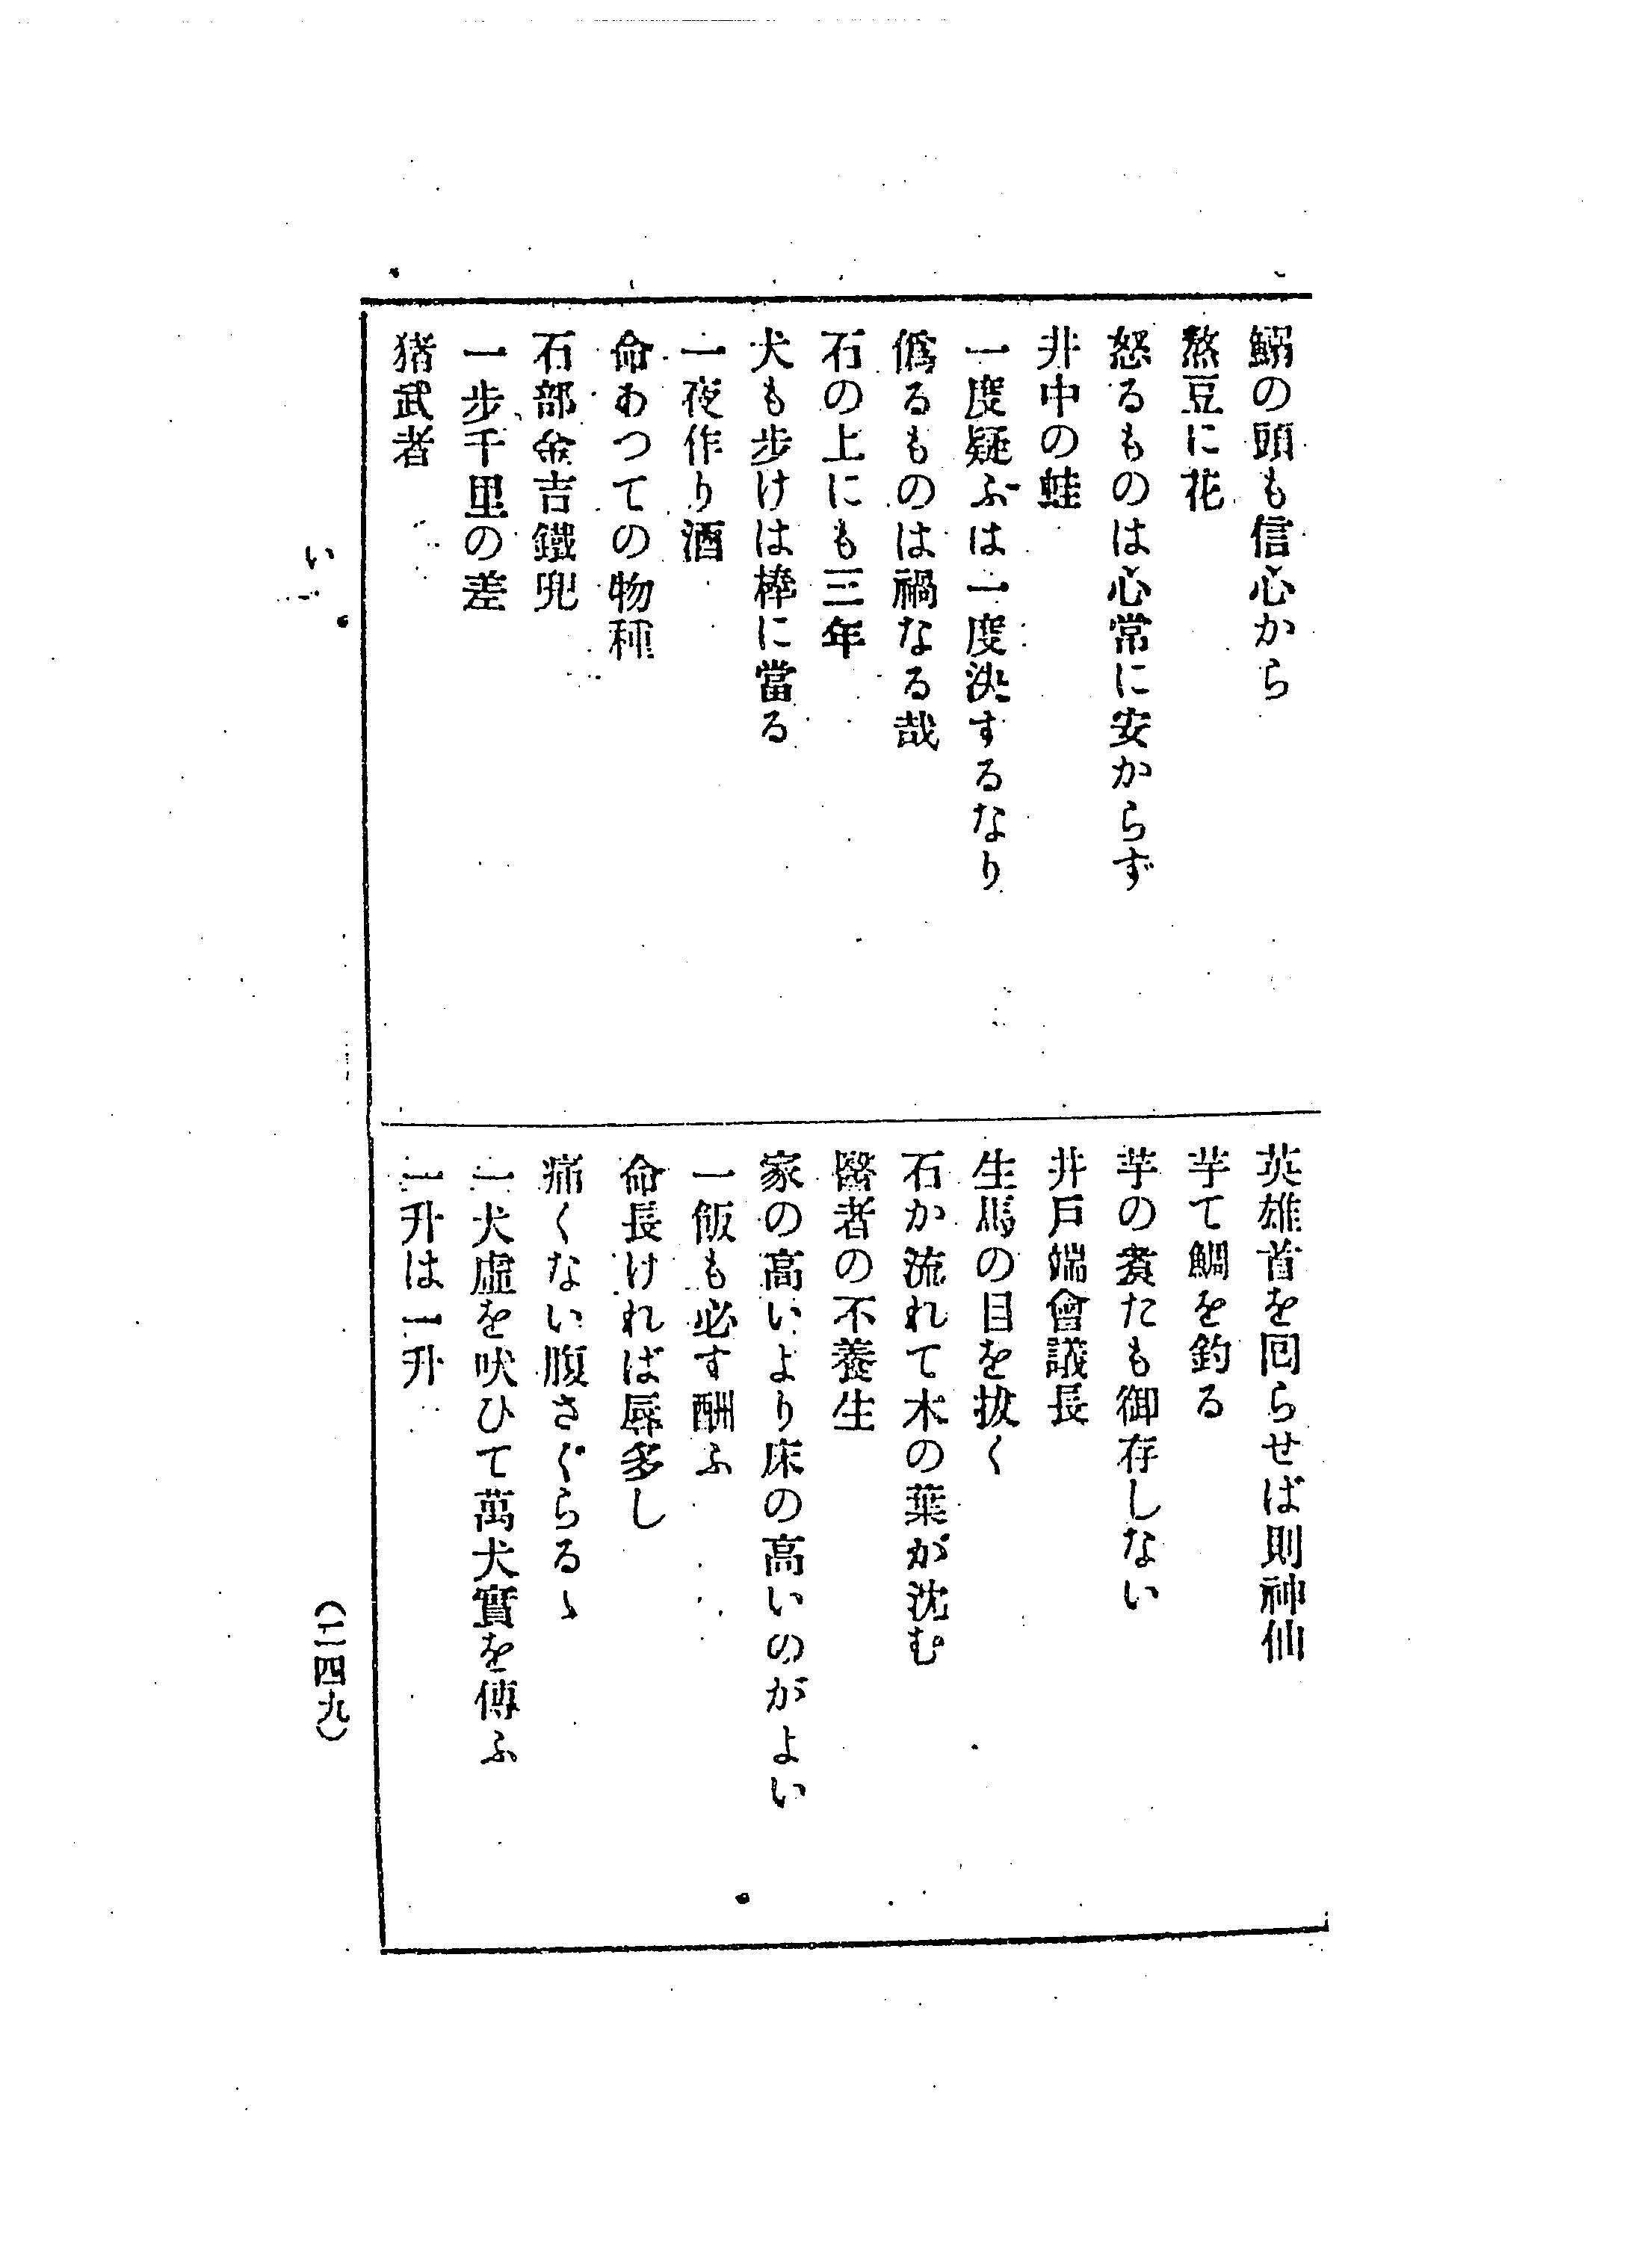 鰯の頭も信心から
熬豆に花
怒るものは心常に安からず
井中の蛙
一度疑ふは一度決するなり
僞るものは禍なる哉
石の上にも三年
犬も步けは棒に當る
一夜作り酒
命あつての物種
石部金吉鐵兜
一步千里の差
猪武者
英雄首を回らせば則神仙
芋て鯛を釣る
芋の煮たも御存しない
井戸端會議長
生馬の目を拔く
石か流れて木の葉が沈む
醫者の不養生
家の高いより床の高いのがよい
一飯も必す酬ふ
命長ければ辱多し
痛くない腹さぐらるゝ
一犬虛を吠ひて萬犬實を傳ふ
一升は一升
い
(二四九)